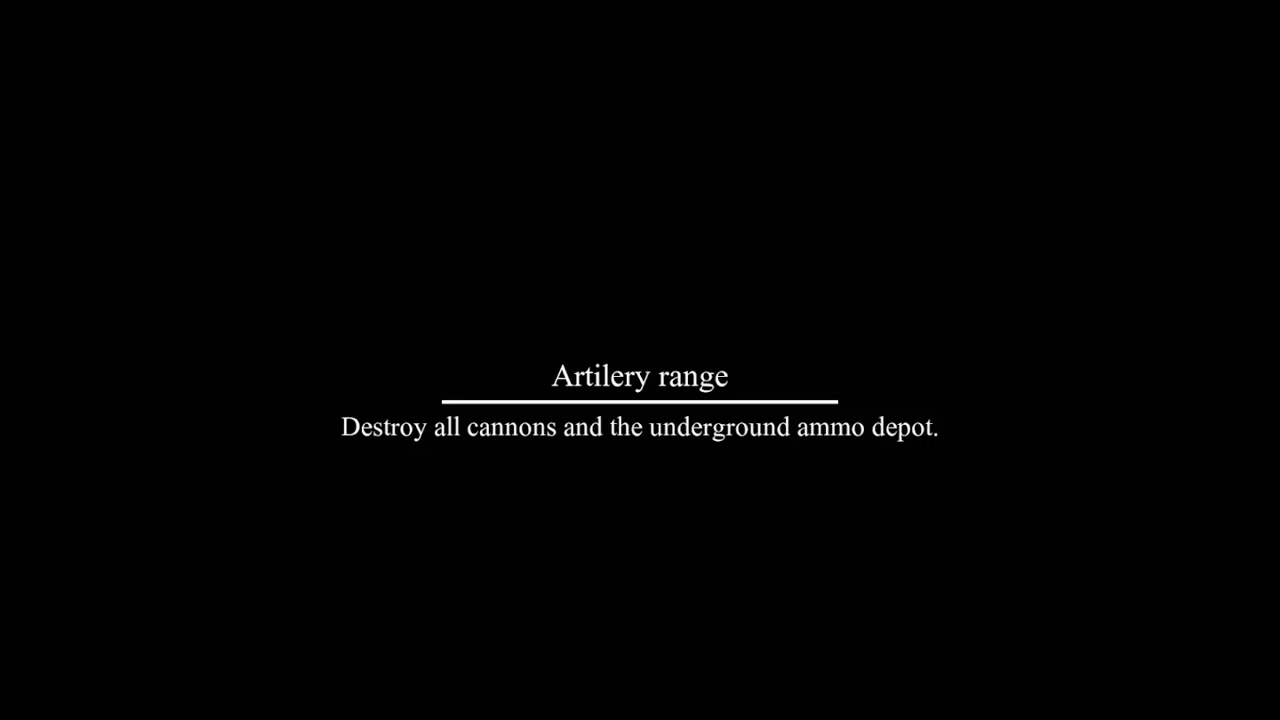 Artilery range
Destroy all cannons and the underground ammo depot.